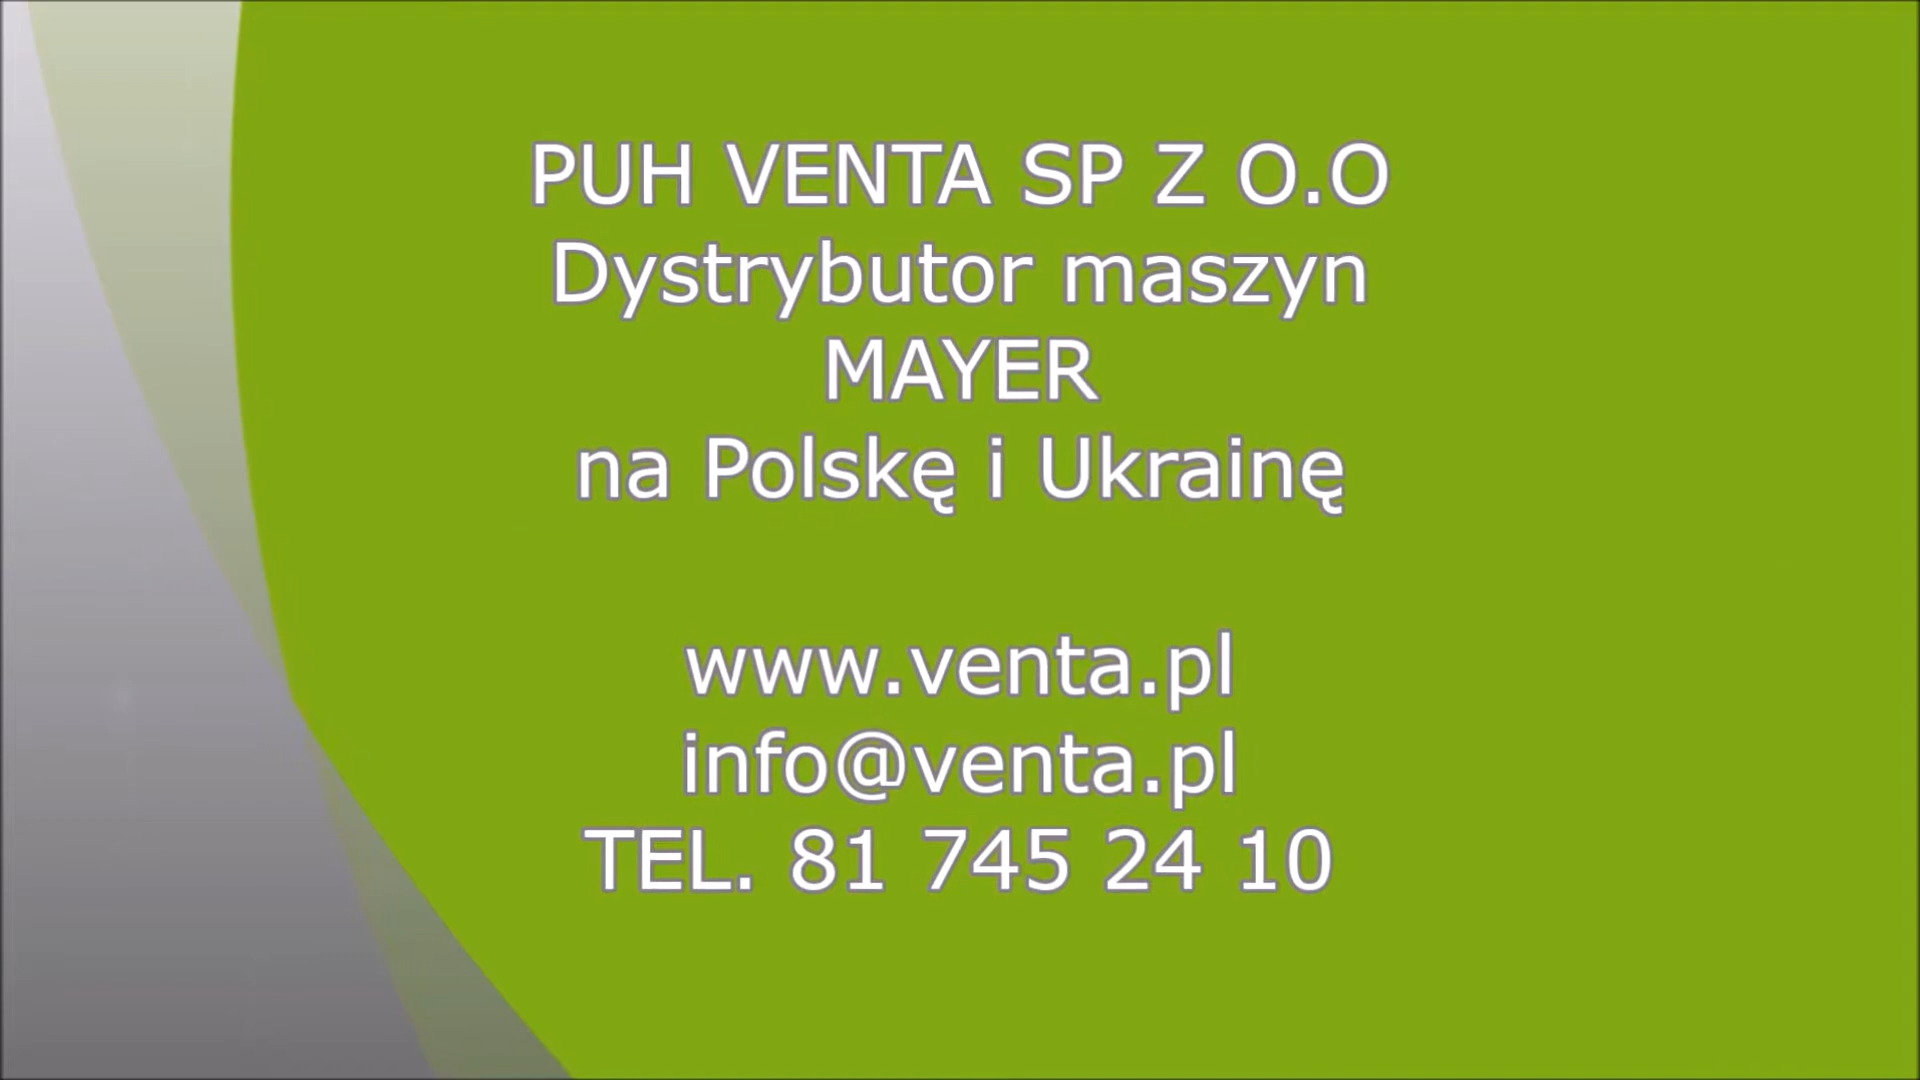 PUH VENTA SP Z O.O
Dystrybutor maszyn
MAYER
na Polskę i Ukrainę
www.venta.pl
info@venta.pl
TEL. 81 745 24 10